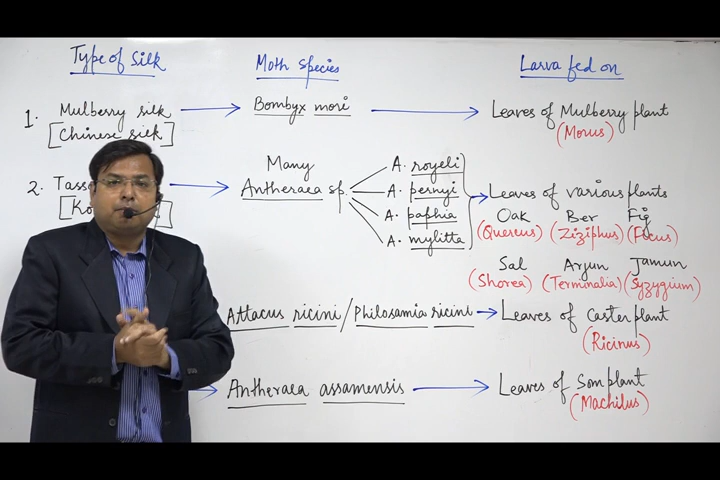 Type of Silk Moth Species Larva fed on
1. Mulberry silk Bombyx mori Leaves of Mulberry plant
[Chinese silk] (Morus)
2. Many Antheraea sp. Leaves of various plants
A. royeli
A. pernyi
A. paphia
A. mylitta
Oak Ber Fig
(Quercus) (Ziziphus) (Focus)
Sal Arjun Jamun
(Shorea) (Terminalia) (Syzygium)
Attacus ricini / Philosamia ricini Leaves of Caster plant
(Ricinus)
Antheraea assamensis Leaves of Som plant
(Machilus)